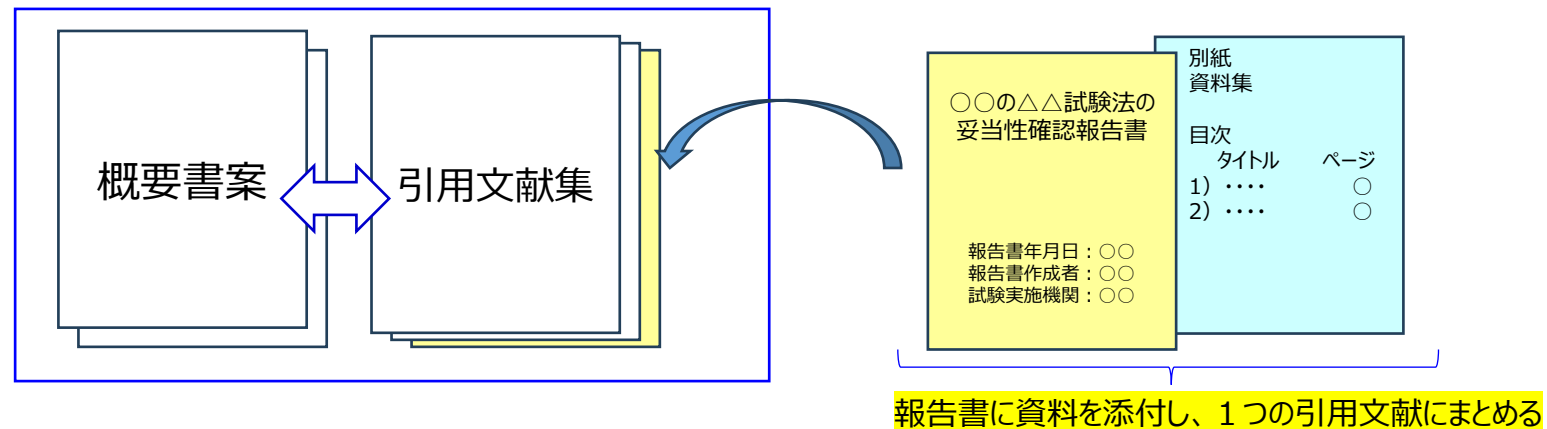 概要書案
引用文献集
○○の△△試験法の
妥当性確認報告書
報告書年月日：○○
報告書作成者：○○
試験実施機関：○○
別紙
資料集
目次
タイトル ページ
1）・・・・ ○
2）・・・・ ○
報告書に資料を添付し、１つの引用文献にまとめる